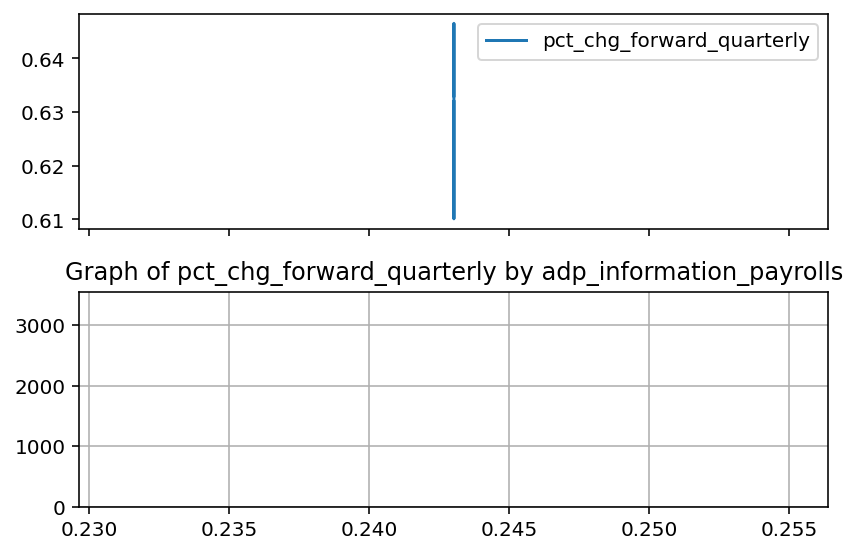 pct_chg_forward_quarterly
0.64
0.63
0.62
0.61
Graph of pct_chg_forward_quarterly by adp_information_payrolls
3000
2000
1000
0
0.230 0.235 0.240 0.245 0.250 0.255